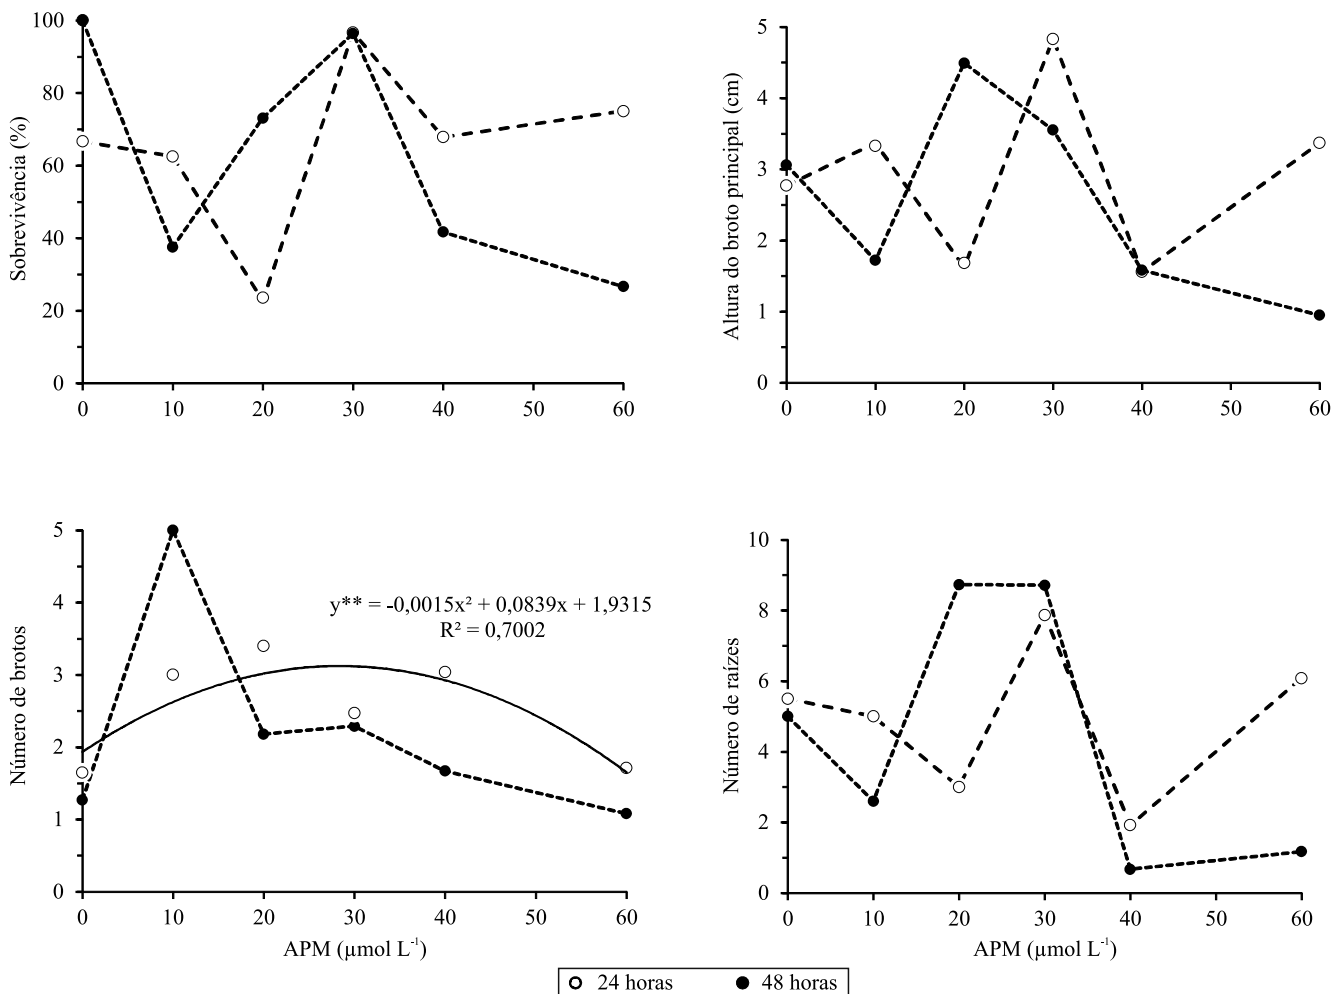 Sobrevivência (%)
100
80
60
40
20
0
0 10 20 30 40 50 60
Altura do broto principal (cm)
5
4
3
2
1
0
0 10 20 30 40 50 60
Número de brotos
5
4
3
2
1
0
y** = -0,0015x² + 0,0839x + 1,9315
R² = 0,7002
0 10 20 30 40 50 60
APM (µmol L⁻¹)
Número de raízes
10
8
6
4
2
0
0 10 20 30 40 50 60
APM (µmol L⁻¹)
24 horas 48 horas